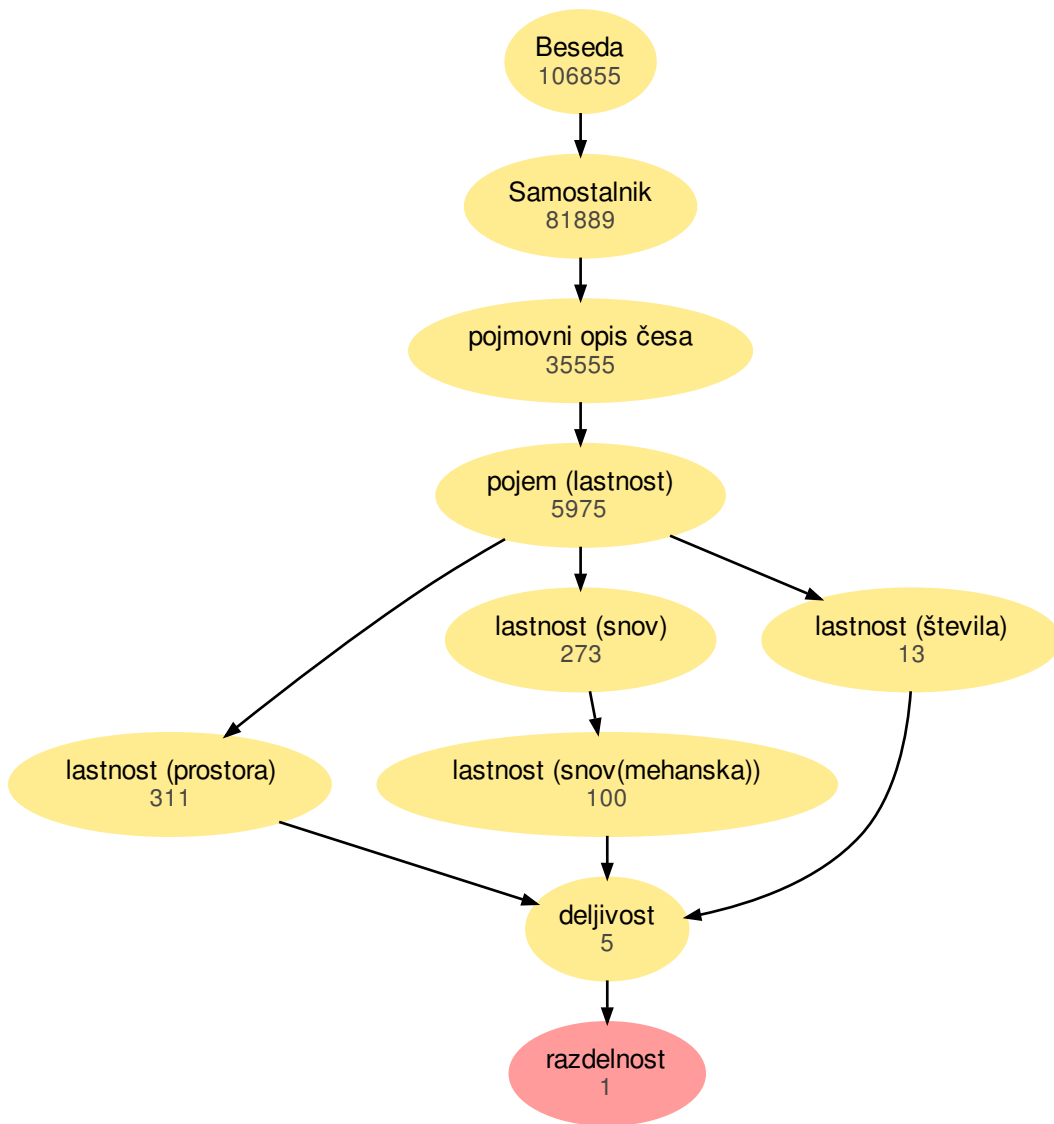 Beseda
106855
Samostalnik
81889
pojmovni opis česa
35555
pojem (lastnost)
5975
lastnost (snov)
273
lastnost (števila)
13
lastnost (prostora)
311
lastnost (snov(mehanska))
100
deljivost
5
razdelnost
1